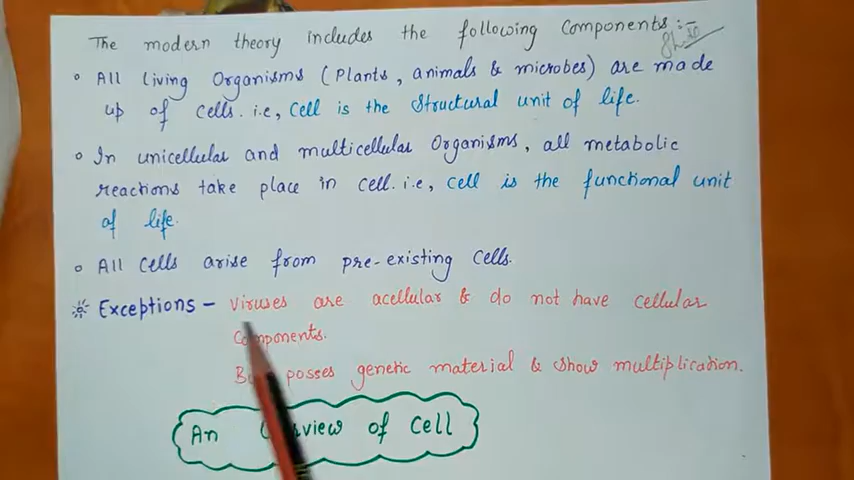 The modern theory includes the following Components :-
◦ All living Organisms (Plants, animals & microbes) are made
up of cells. i.e, Cell is the Structural unit of life.
◦ In unicellular and multicellular Organisms, all metabolic
reactions take place in cell. i.e, cell is the functional unit
of life.
◦ All cells arise from pre-existing cells.
Exceptions - Viruses are acellular & do not have cellular
Components.
posses genetic material & show multiplication.
An of Cell